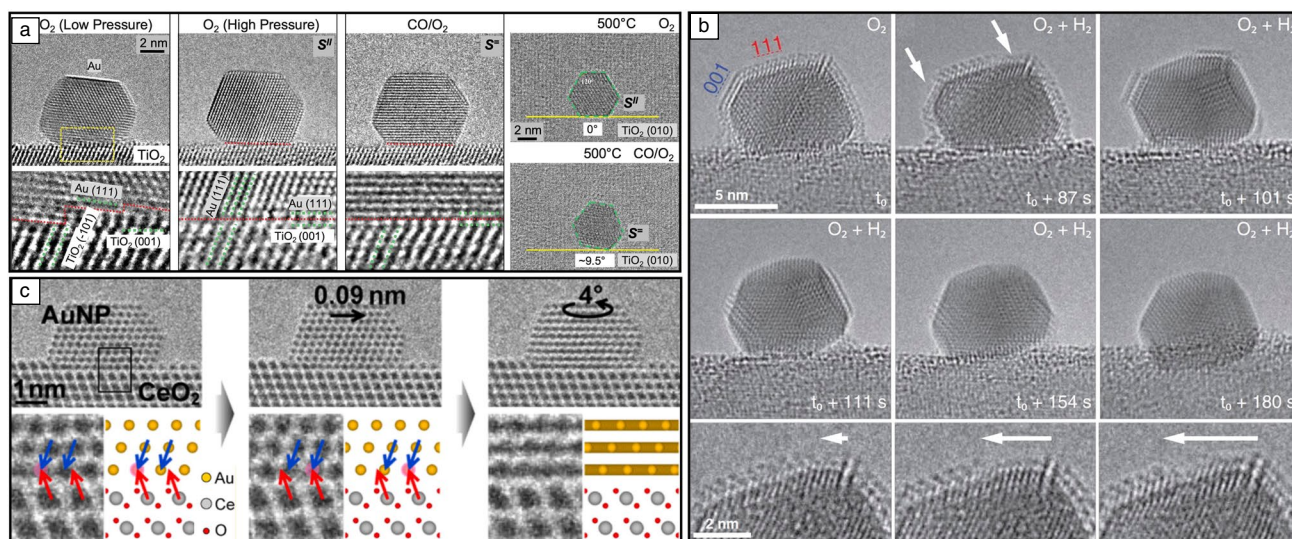 a
O₂ (Low Pressure)
2 nm
Au
TiO₂
Au (111)
TiO₂ (-101)
TiO₂ (001)
O₂ (High Pressure)
S//
Au (111)
Au (111)
TiO₂ (001)
CO/O₂
S=
500°C O₂
S//
2 nm
0°
TiO₂ (010)
500°C CO/O₂
S=
~9.5°
TiO₂ (010)
b
O₂
001
111
5 nm
t₀
O₂ + H₂
t₀ + 87 s
O₂ + H₂
t₀ + 101 s
O₂ + H₂
t₀ + 111 s
O₂ + H₂
t₀ + 154 s
O₂ + H₂
t₀ + 180 s
2 nm
c
AuNP
1nm
CeO₂
0.09 nm
4°
Au
Ce
O